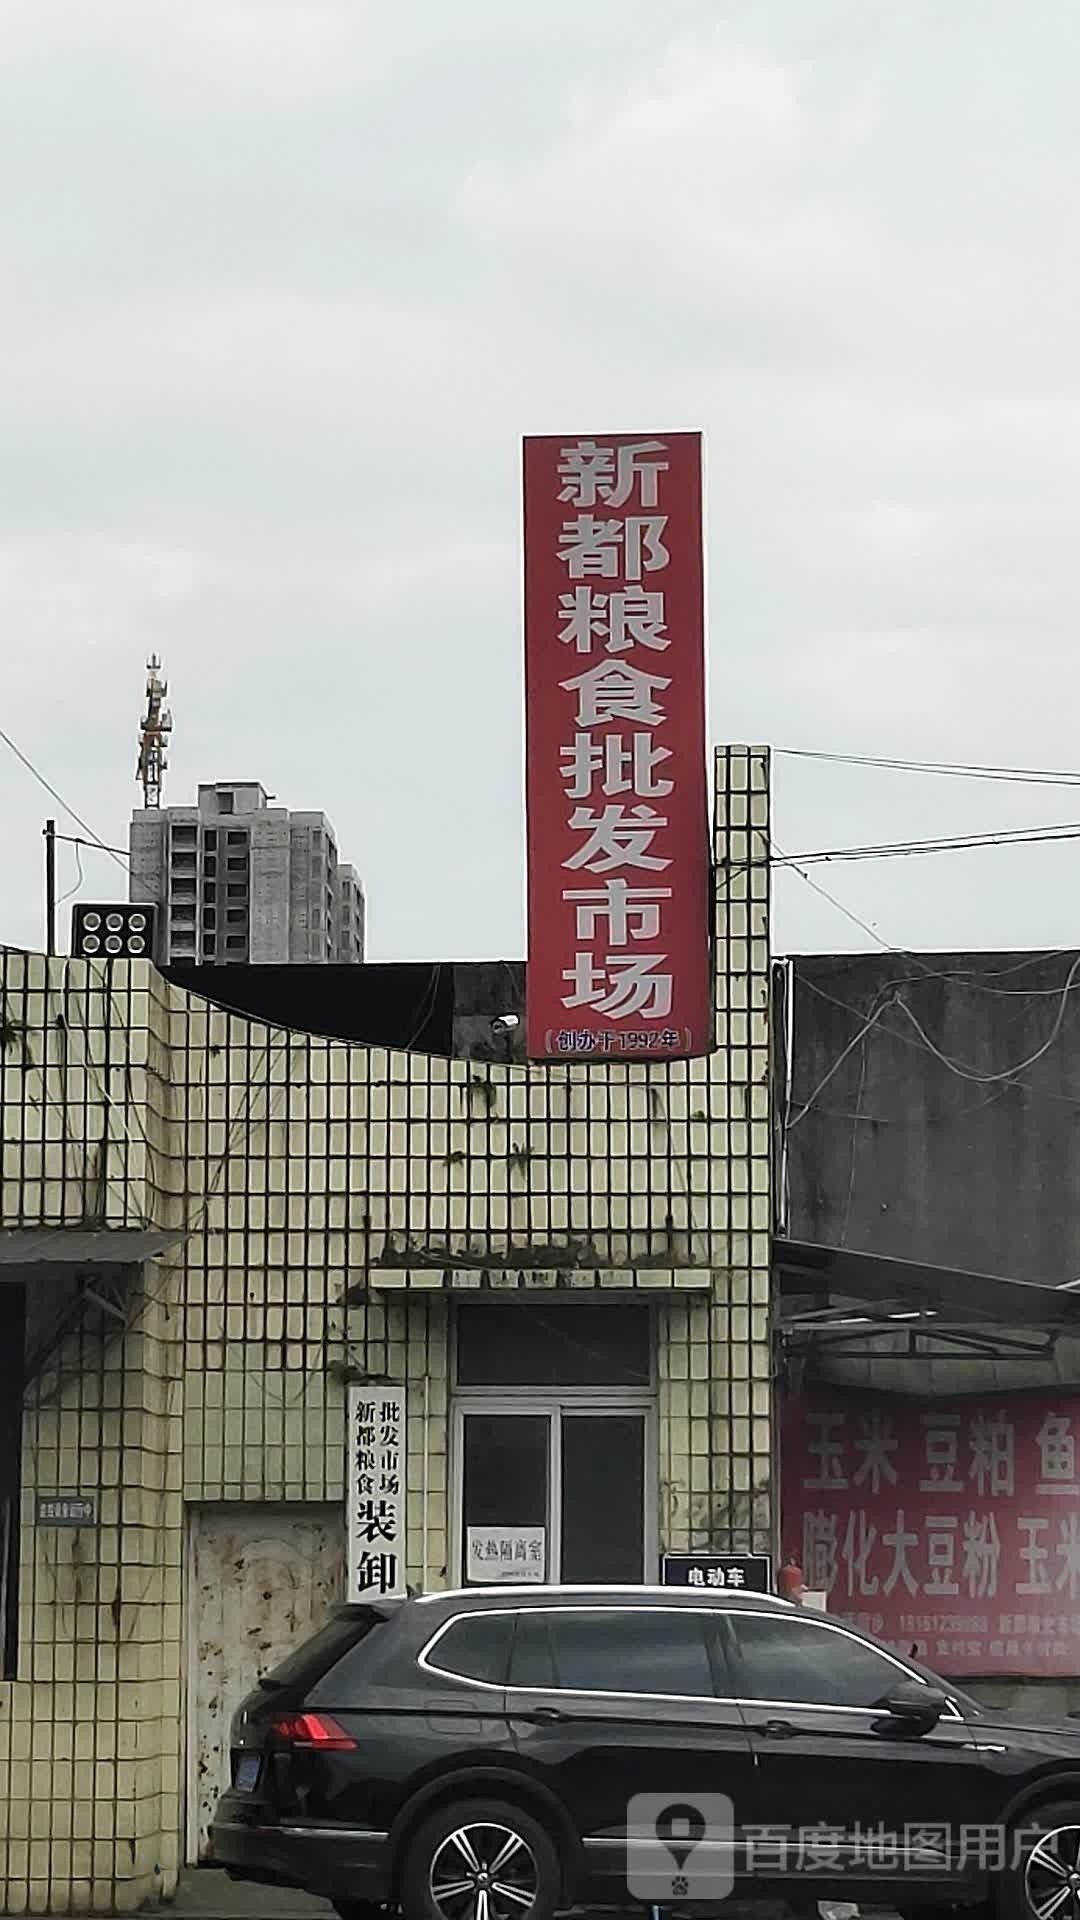 新都粮食批发市场
(创办于1992年)
新都粮食
批发市场
装卸
发热隔离室
电动车
玉米 豆粕 鱼
膨化大豆粉 玉米
百度地图用户